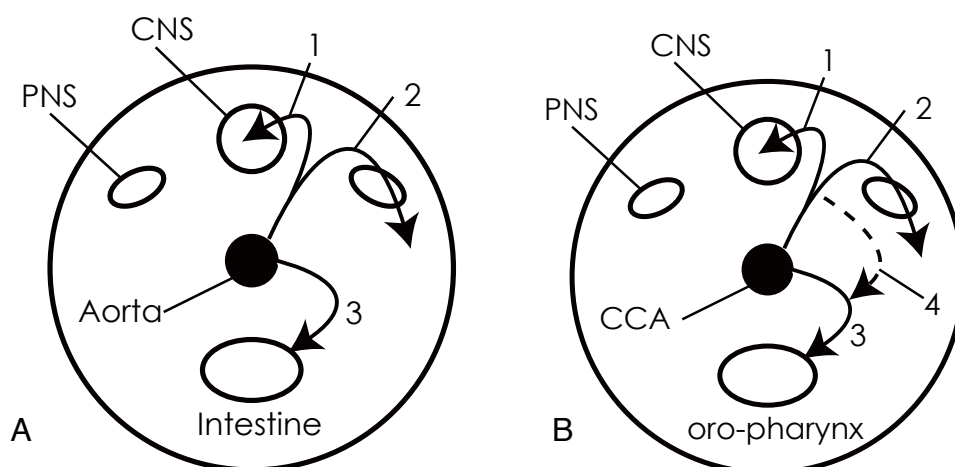 CNS
1
PNS
2
Aorta
3
Intestine
A
CNS
1
PNS
2
CCA
4
3
oro-pharynx
B